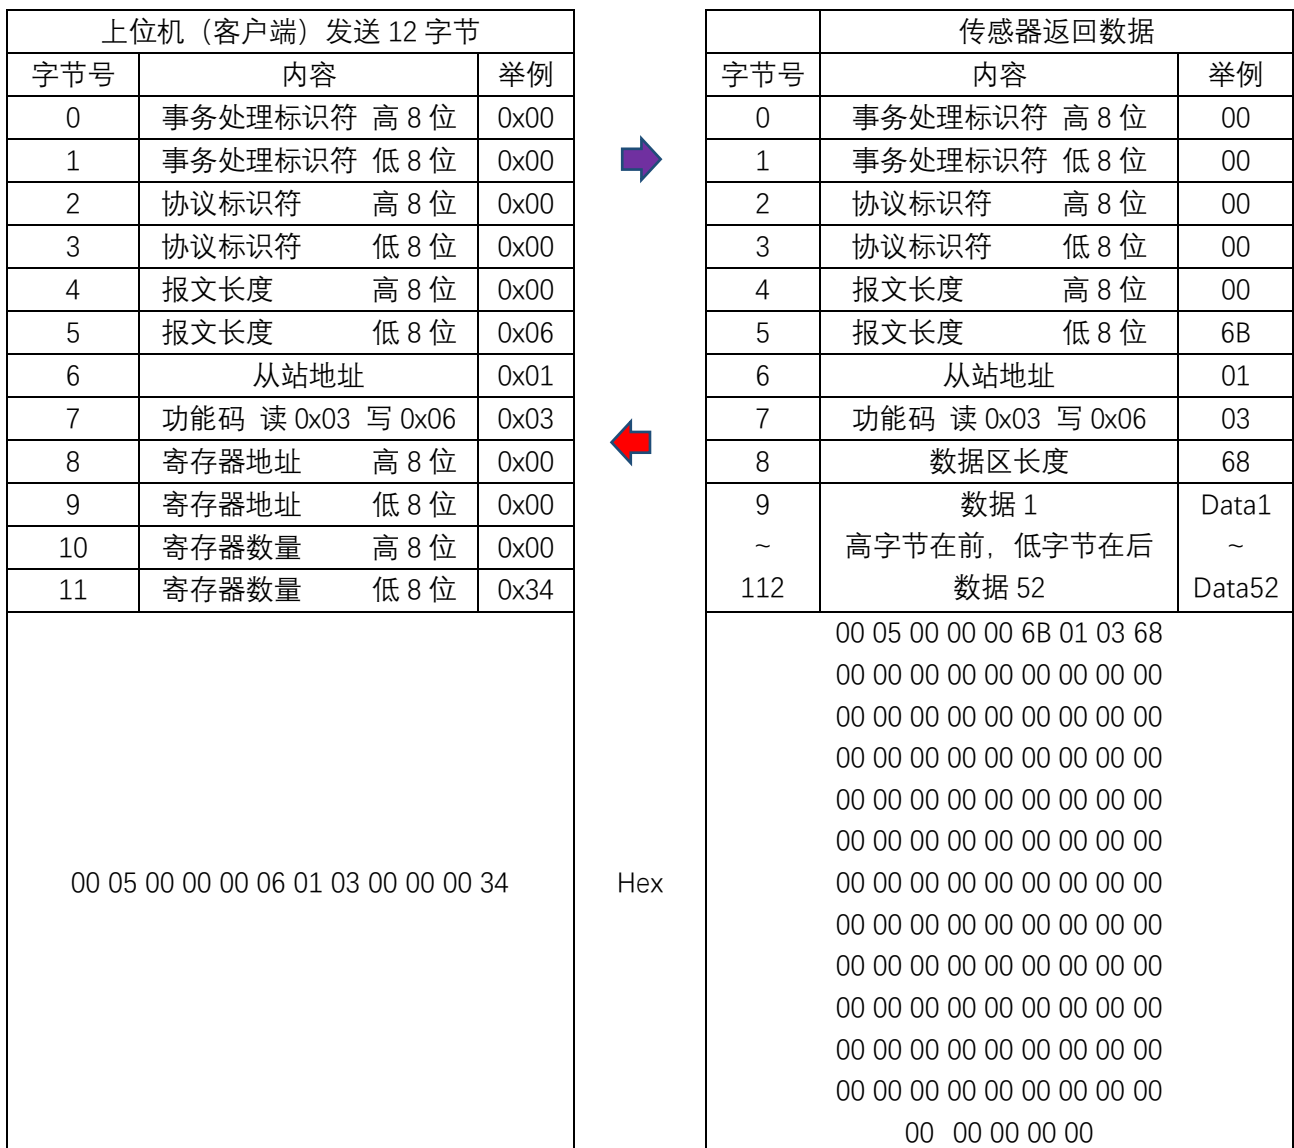 上位机（客户端）发送 12 字节
字节号 内容 举例
0 事务处理标识符 高 8 位 0x00
1 事务处理标识符 低 8 位 0x00
2 协议标识符 高 8 位 0x00
3 协议标识符 低 8 位 0x00
4 报文长度 高 8 位 0x00
5 报文长度 低 8 位 0x06
6 从站地址 0x01
7 功能码 读 0x03 写 0x06 0x03
8 寄存器地址 高 8 位 0x00
9 寄存器地址 低 8 位 0x00
10 寄存器数量 高 8 位 0x00
11 寄存器数量 低 8 位 0x34
00 05 00 00 00 06 01 03 00 00 00 34
Hex
传感器返回数据
字节号 内容 举例
0 事务处理标识符 高 8 位 00
1 事务处理标识符 低 8 位 00
2 协议标识符 高 8 位 00
3 协议标识符 低 8 位 00
4 报文长度 高 8 位 00
5 报文长度 低 8 位 6B
6 从站地址 01
7 功能码 读 0x03 写 0x06 03
8 数据区长度 68
9 数据 1 Data1
~ 高字节在前，低字节在后 ~
112 数据 52 Data52
00 05 00 00 00 6B 01 03 68
00 00 00 00 00 00 00 00 00
00 00 00 00 00 00 00 00 00
00 00 00 00 00 00 00 00 00
00 00 00 00 00 00 00 00 00
00 00 00 00 00 00 00 00 00
00 00 00 00 00 00 00 00 00
00 00 00 00 00 00 00 00 00
00 00 00 00 00 00 00 00 00
00 00 00 00 00 00 00 00 00
00 00 00 00 00 00 00 00 00
00 00 00 00 00 00 00 00 00
00 00 00 00 00